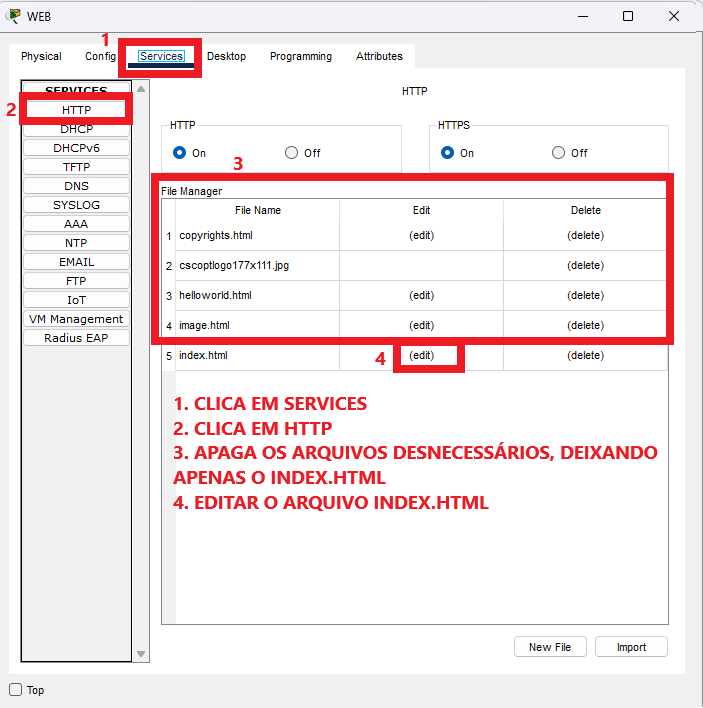 WEB
1
Physical Config Services Desktop Programming Attributes
SERVICES
HTTP
2 HTTP
DHCP
DHCPv6
TFTP
DNS
SYSLOG
AAA
NTP
EMAIL
FTP
IoT
VM Management
Radius EAP
HTTP HTTPS
On Off On Off
3
File Manager
File Name Edit Delete
1 copyrights.html (edit) (delete)
2 cscoptlogo177x111.jpg (delete)
3 helloworld.html (edit) (delete)
4 image.html (edit) (delete)
5 index.html 4 (edit) (delete)
1. CLICA EM SERVICES
2. CLICA EM HTTP
3. APAGA OS ARQUIVOS DESNECESSÁRIOS, DEIXANDO
APENAS O INDEX.HTML
4. EDITAR O ARQUIVO INDEX.HTML
New File Import
Top